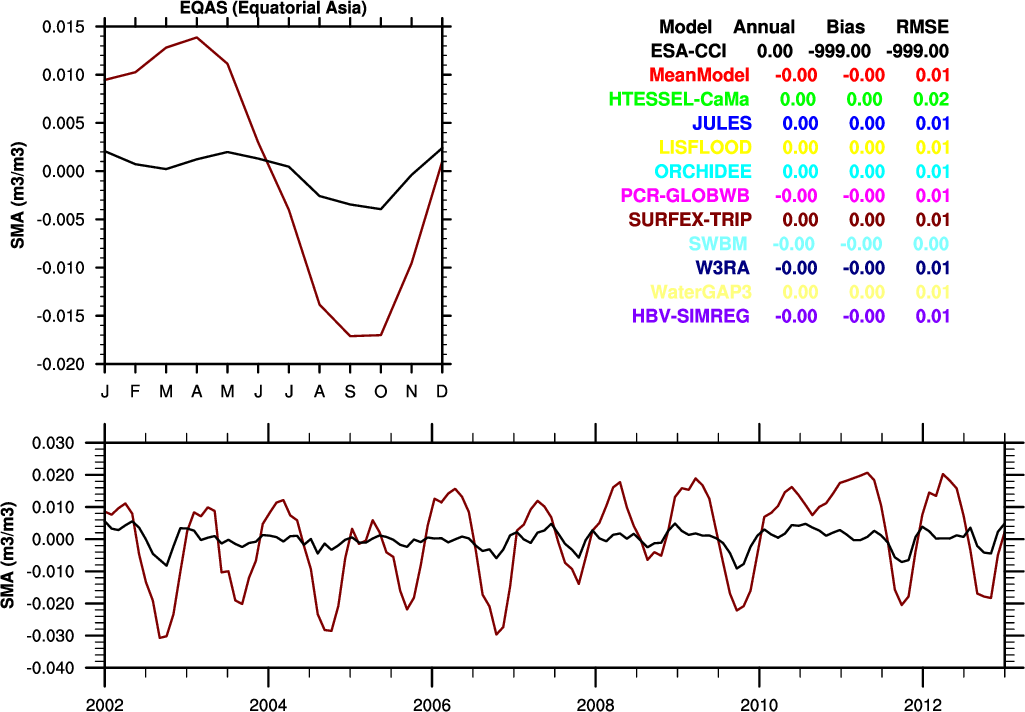 EQAS (Equatorial Asia)
0.015
0.010
0.005
0.000
-0.005
-0.010
-0.015
-0.020
SMA (m3/m3)
J F M A M J J A S O N D
Model Annual Bias RMSE
ESA-CCI 0.00 -999.00 -999.00
MeanModel -0.00 -0.00 0.01
HTESSEL-CaMa 0.00 0.00 0.02
JULES 0.00 0.00 0.01
LISFLOOD 0.00 0.00 0.01
ORCHIDEE 0.00 0.00 0.01
PCR-GLOBWB -0.00 -0.00 0.01
SURFEX-TRIP 0.00 0.00 0.01
SWBM -0.00 -0.00 0.00
W3RA -0.00 -0.00 0.01
WaterGAP3 0.00 0.00 0.01
HBV-SIMREG -0.00 -0.00 0.01
0.030
0.020
0.010
0.000
-0.010
-0.020
-0.030
-0.040
SMA (m3/m3)
2002 2004 2006 2008 2010 2012